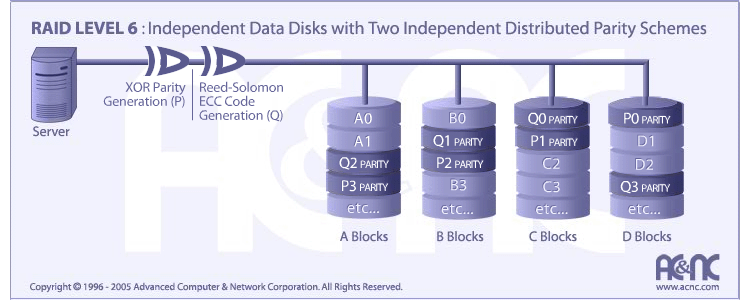 RAID LEVEL 6 : Independent Data Disks with Two Independent Distributed Parity Schemes
XOR Parity
Generation (P)
Reed-Solomon
ECC Code
Generation (Q)
Server
A0
A1
Q2 PARITY
P3 PARITY
etc...
A Blocks
B0
Q1 PARITY
P2 PARITY
B3
etc...
B Blocks
Q0 PARITY
P1 PARITY
C2
C3
etc...
C Blocks
P0 PARITY
D1
D2
Q3 PARITY
etc...
D Blocks
AC&NC
AC&NC
www.acnc.com
Copyright © 1996 - 2005 Advanced Computer & Network Corporation. All Rights Reserved.